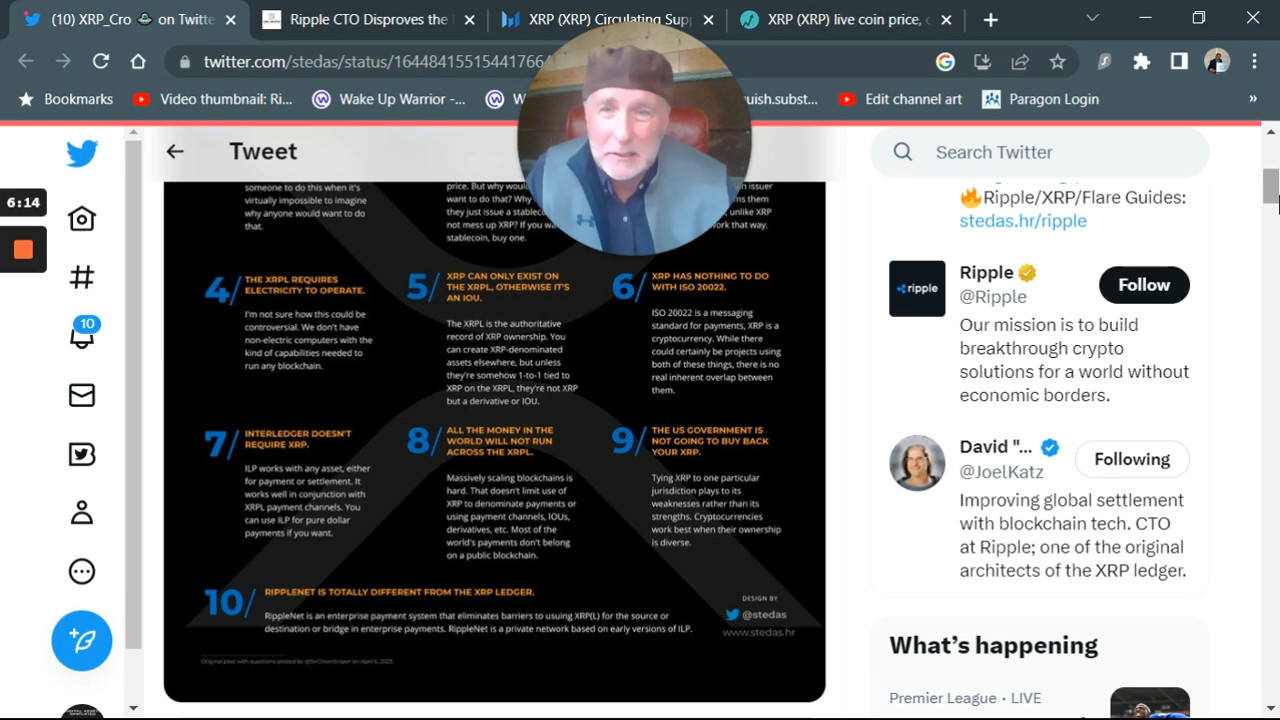 (10) XRP_Cro 👽 on Twitte
Ripple CTO Disproves the
XRP (XRP) Circulating Sup
XRP (XRP) live coin price,
twitter.com/stedas/status/16448415515441766
Bookmarks
Video thumbnail: Ri...
Wake Up Warrior -...
W
uish.subst...
Edit channel art
Paragon Login
»
6:14
10
Tweet
Search Twitter
someone to do this when it's
virtually impossible to imagine
why anyone would want to do
that.
price. But why would
want to do that? Why
they just issue a stablec
not mess up XRP? If you wa
stablecoin, buy one.
issuer
ns them
unlike XRP
ork that way.
4/ THE XRPL REQUIRES
ELECTRICITY TO OPERATE.
I'm not sure how this could be
controversial. We don't have
non-electric computers with the
kind of capabilities needed to
run any blockchain.
5/ XRP CAN ONLY EXIST ON
THE XRPL, OTHERWISE IT'S
AN IOU.
The XRPL is the authoritative
record of XRP ownership. You
can create XRP-denominated
assets elsewhere, but unless
they're somehow 1-to-1 tied to
XRP on the XRPL, they're not XRP
but a derivative or IOU.
6/ XRP HAS NOTHING TO DO
WITH ISO 20022.
ISO 20022 is a messaging
standard for payments, XRP is a
cryptocurrency. While there
could certainly be projects using
both of these things, there is no
real inherent overlap between
them.
7/ INTERLEDGER DOESN'T
REQUIRE XRP.
ILP works with any asset, either
for payment or settlement. It
works well in conjunction with
XRPL payment channels. You
can use ILP for pure dollar
payments if you want.
8/ ALL THE MONEY IN THE
WORLD WILL NOT RUN
ACROSS THE XRPL.
Massively scaling blockchains is
hard. That doesn't limit use of
XRP to denominate payments or
using payment channels, IOUs,
derivatives, etc. Most of the
world's payments don't belong
on a public blockchain.
9/ THE US GOVERNMENT IS
NOT GOING TO BUY BACK
YOUR XRP.
Tying XRP to one particular
jurisdiction plays to its
weaknesses rather than its
strengths. Cryptocurrencies
work best when their ownership
is diverse.
10/ RIPPLENET IS TOTALLY DIFFERENT FROM THE XRP LEDGER.
RippleNet is an enterprise payment system that eliminates barriers to usuing XRP(L) for the source or
destination or bridge in enterprise payments. RippleNet is a private network based on early versions of ILP.
DESIGN BY
@stedas
www.stedas.hr
Original post with questions posted by @SirClownSniper on April 6, 2023
🔥Ripple/XRP/Flare Guides:
stedas.hr/ripple
ripple
Ripple
@Ripple
Follow
Our mission is to build
breakthrough crypto
solutions for a world without
economic borders.
David "...
@JoelKatz
Following
Improving global settlement
with blockchain tech. CTO
at Ripple; one of the original
architects of the XRP ledger.
What's happening
Premier League · LIVE